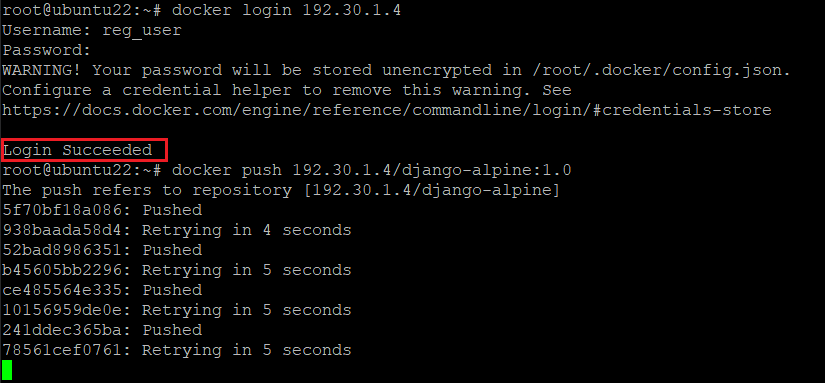 root@ubuntu22:~# docker login 192.30.1.4
Username: reg_user
Password:
WARNING! Your password will be stored unencrypted in /root/.docker/config.json.
Configure a credential helper to remove this warning. See
https://docs.docker.com/engine/reference/commandline/login/#credentials-store
Login Succeeded
root@ubuntu22:~# docker push 192.30.1.4/django-alpine:1.0
The push refers to repository [192.30.1.4/django-alpine]
5f70bf18a086: Pushed
938baada58d4: Retrying in 4 seconds
52bad8986351: Pushed
b45605bb2296: Retrying in 5 seconds
ce485564e335: Pushed
10156959de0e: Retrying in 5 seconds
241ddec365ba: Pushed
78561cef0761: Retrying in 5 seconds